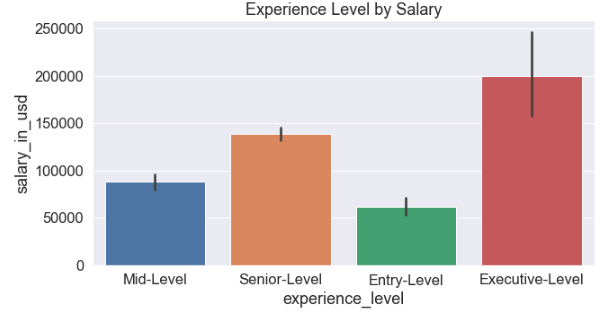 Experience Level by Salary
250000
200000
150000
100000
50000
0
salary_in_usd
Mid-Level Senior-Level Entry-Level Executive-Level
experience_level